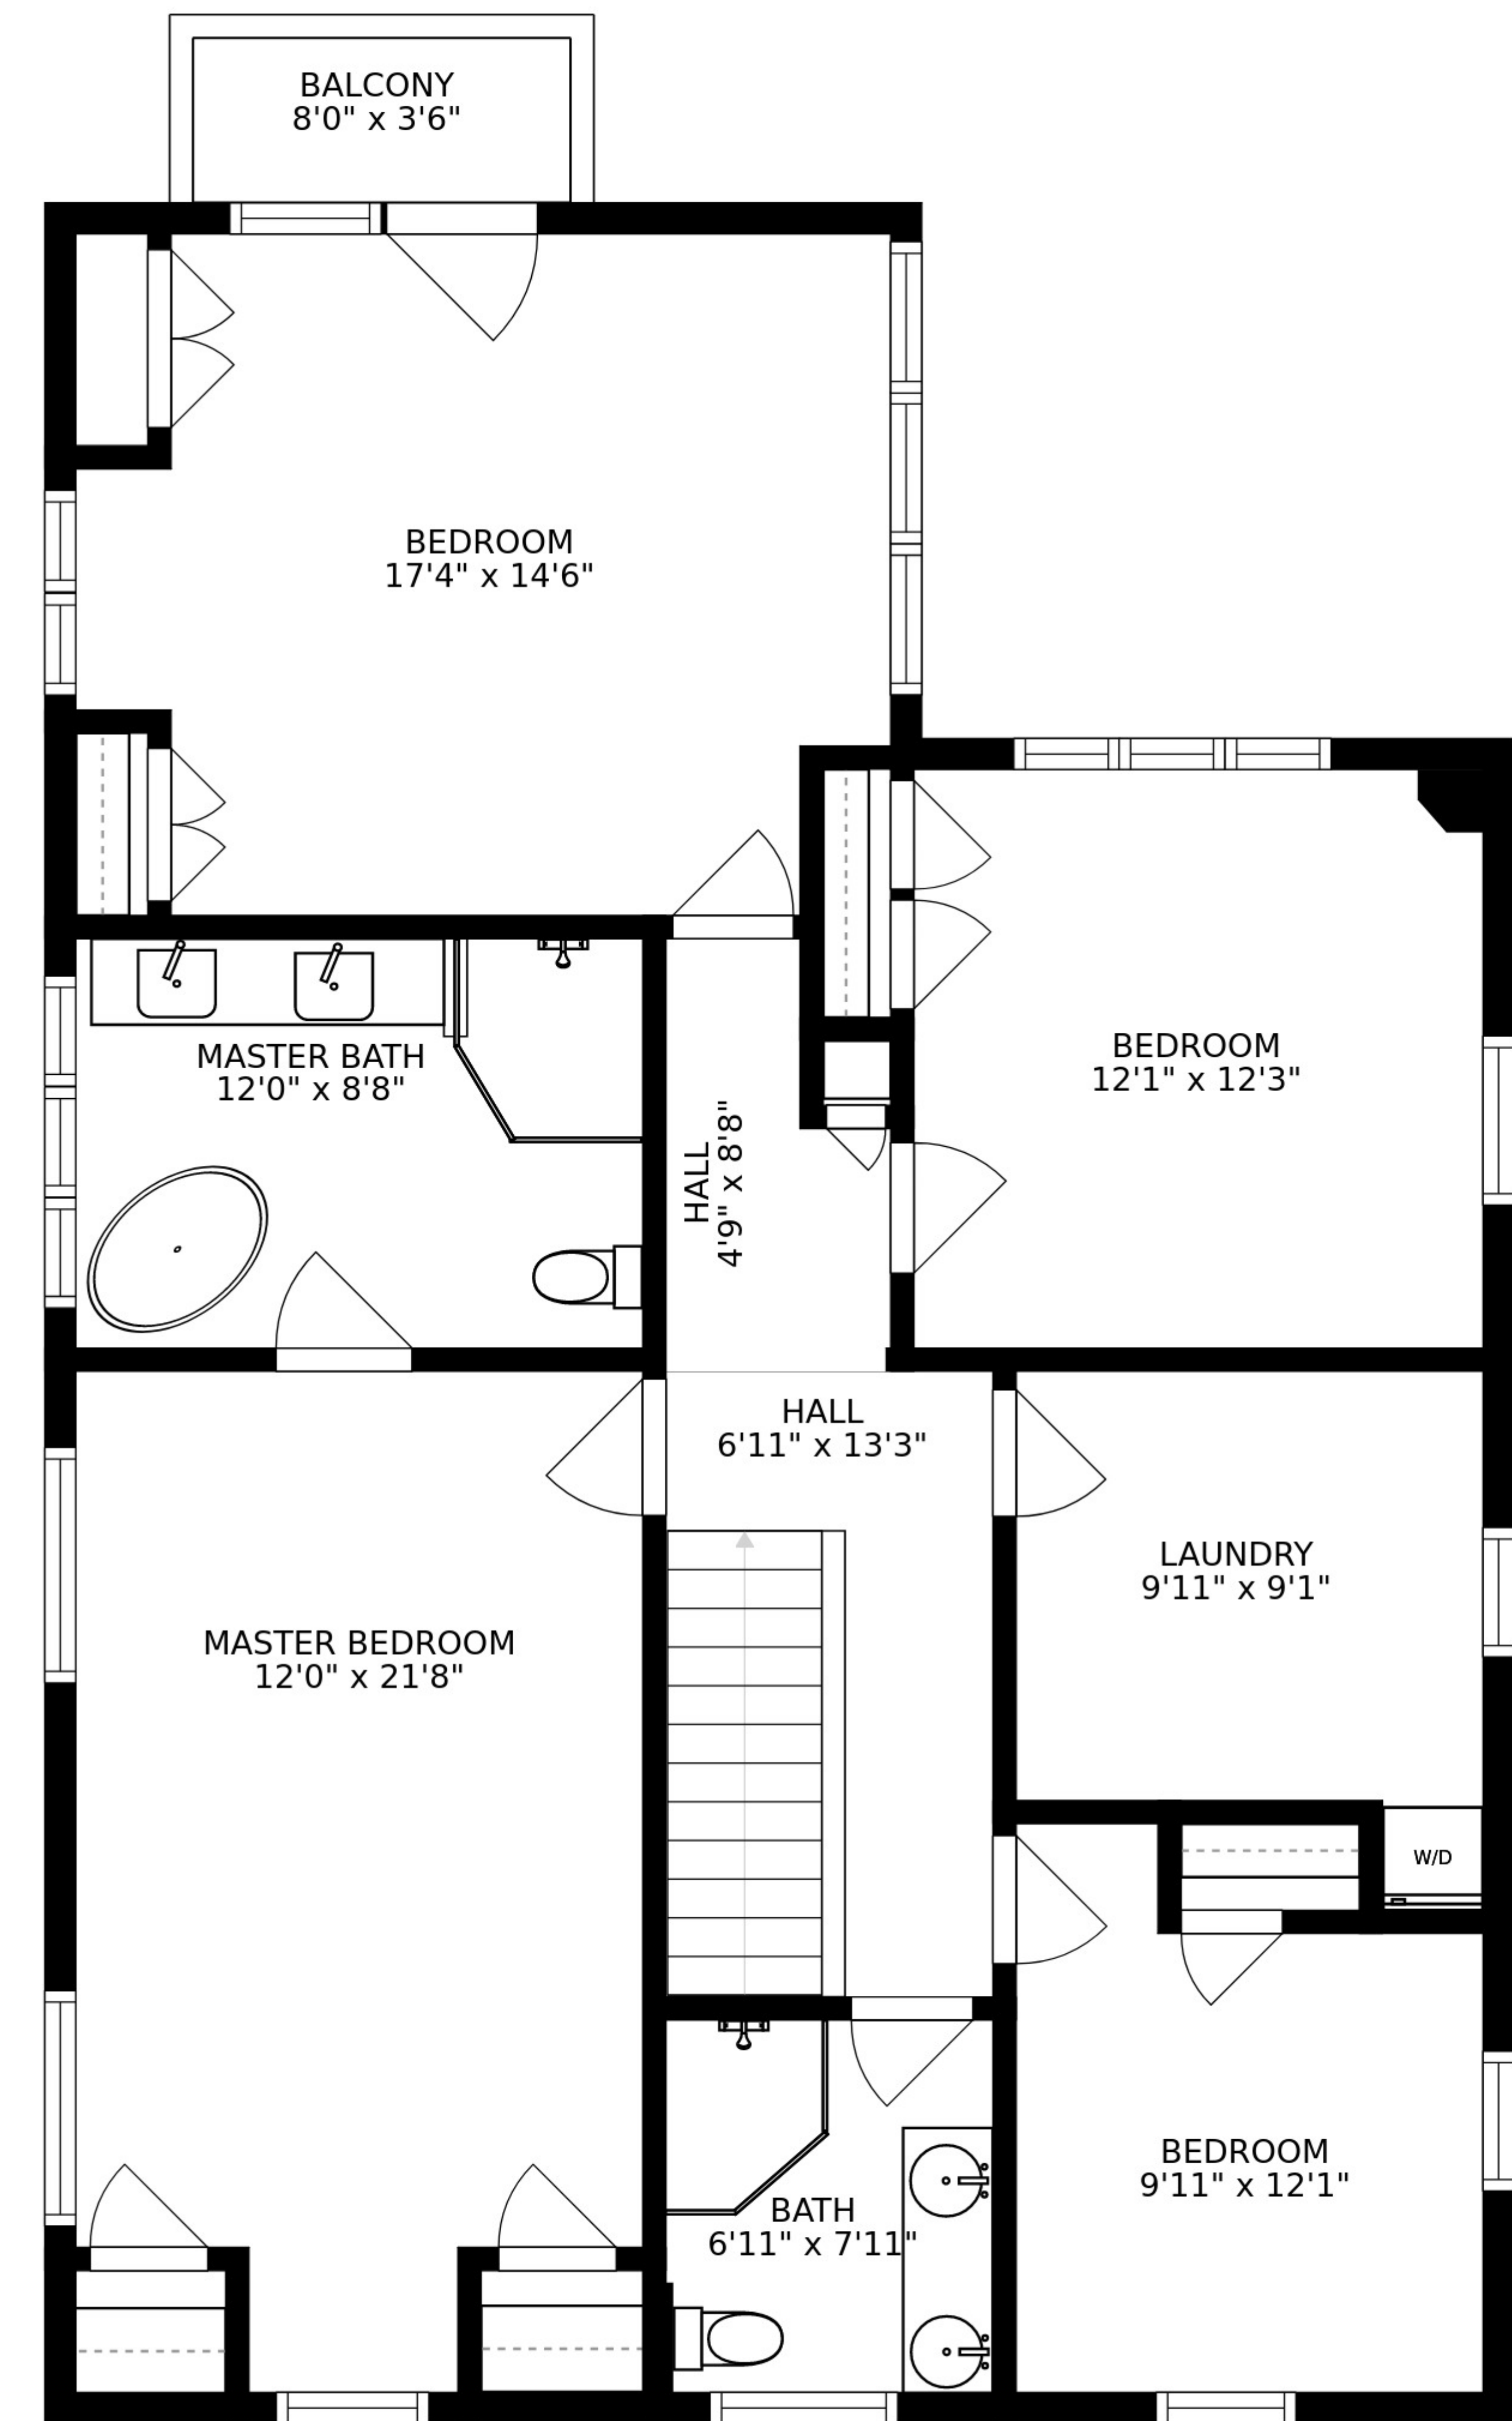 BALCONY
8'0" x 3'6"
BEDROOM
17'4" x 14'6"
MASTER BATH
12'0" x 8'8"
BEDROOM
12'1" x 12'3"
HALL
4'9" x 8'8"
HALL
6'11" x 13'3"
LAUNDRY
9'11" x 9'1"
MASTER BEDROOM
12'0" x 21'8"
W/D
BEDROOM
9'11" x 12'1"
BATH
6'11" x 7'11"